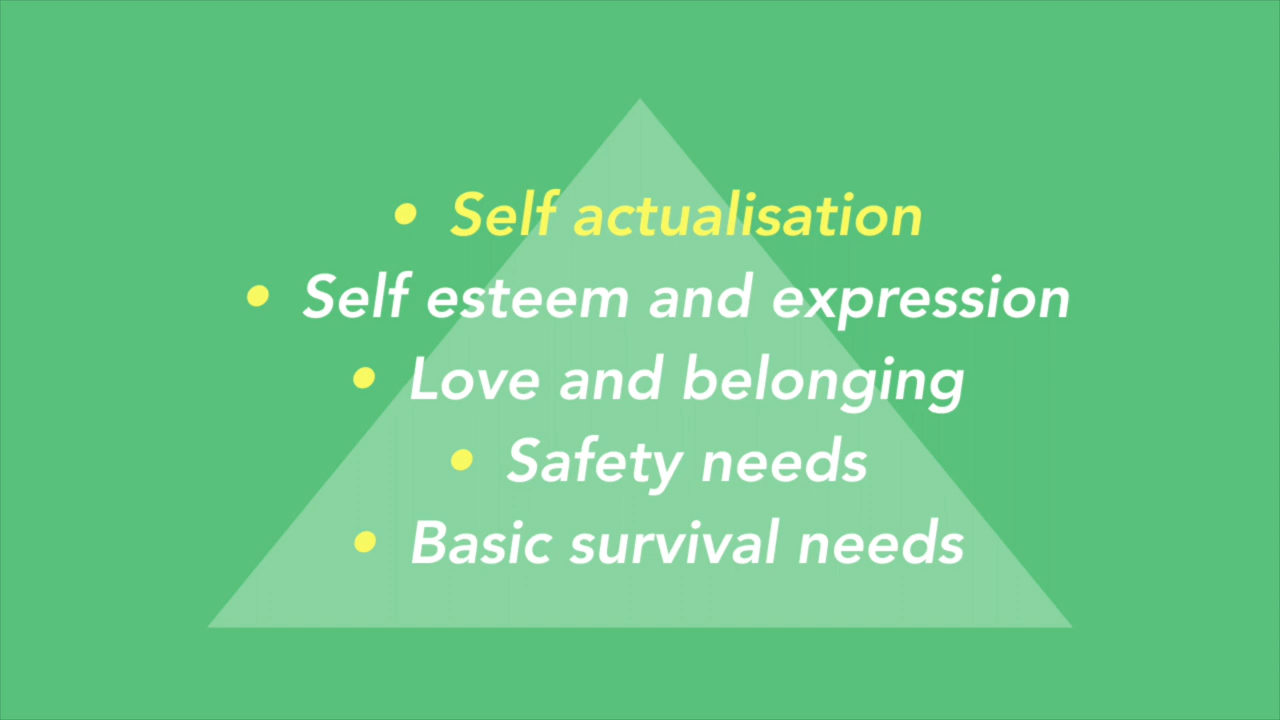 • Self actualisation
• Self esteem and expression
• Love and belonging
• Safety needs
• Basic survival needs